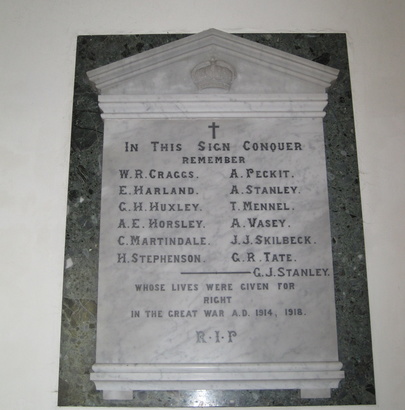 In This Sign Conquer
REMEMBER
W.R. Craggs. A. Peckit.
E. Harland. A. Stanley.
G. H. Huxley. T. Mennel.
A. E. Horsley. A. Vasey.
C. Martindale. J. J. Skilbeck.
H. Stephenson. G. R. Tate.
G. J. Stanley.
WHOSE LIVES WERE GIVEN FOR
RIGHT
IN THE GREAT WAR A.D. 1914, 1918.
R·I·P